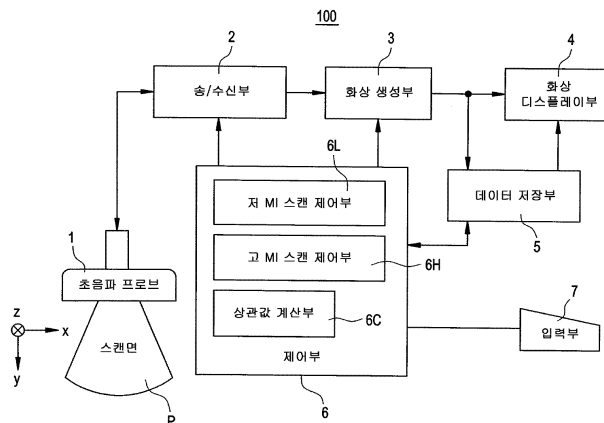 100
2
송/수신부
3
화상 생성부
4
화상
디스플레이부
6L
저 MI 스캔 제어부
고 MI 스캔 제어부
6H
상관값 계산부
6C
제어부
6
데이터 저장부
5
7
입력부
1
초음파 프로브
스캔면
P
z
x
y